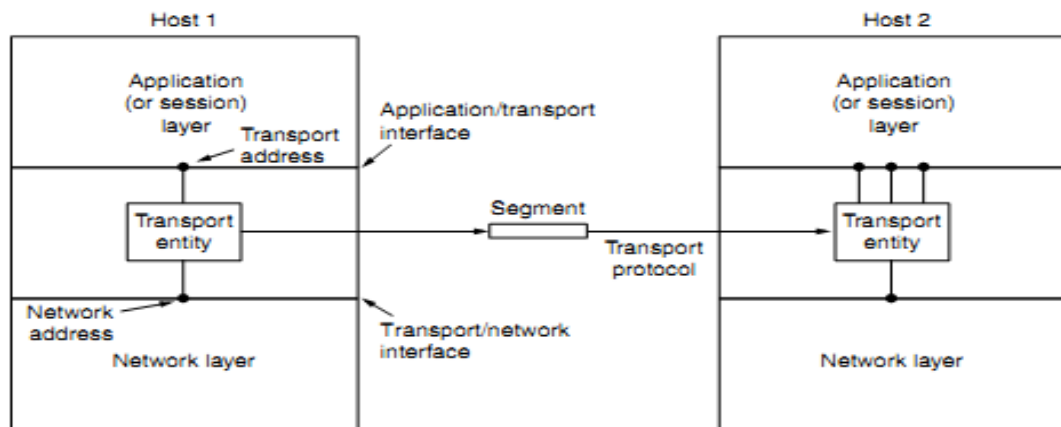 Host 1
Host 2
Application
(or session)
layer
Transport
address
Application/transport
interface
Application
(or session)
layer
Transport
entity
Segment
Transport
protocol
Transport
entity
Network
address
Transport/network
interface
Network layer
Network layer